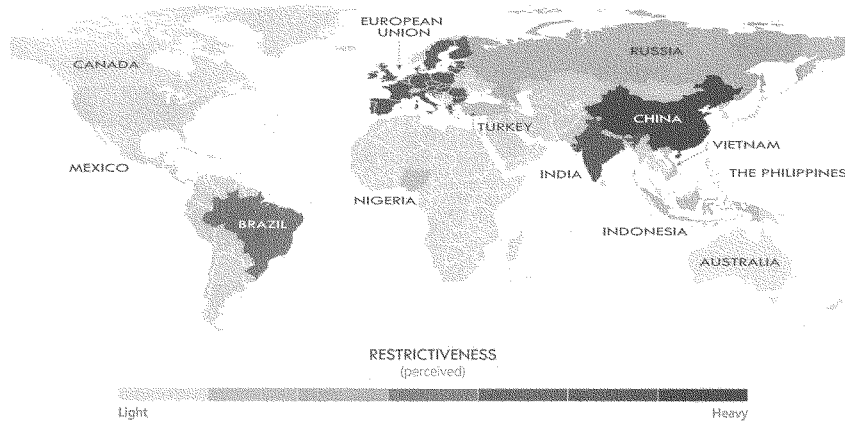 EUROPEAN
UNION
RUSSIA
CANADA
CHINA
TURKEY
VIETNAM
MEXICO
INDIA
THE PHILIPPINES
NIGERIA
BRAZIL
INDONESIA
AUSTRALIA
RESTRICTIVENESS
(perceived)
Light
Heavy